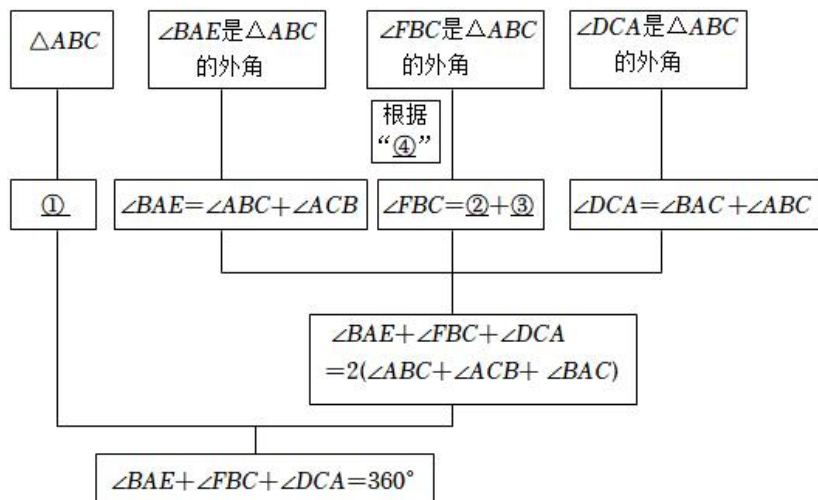 △ABC
∠BAE是△ABC
的外角
∠FBC是△ABC
的外角
∠DCA是△ABC
的外角
根据
“④”
①
∠BAE=∠ABC+∠ACB
∠FBC=②+③
∠DCA=∠BAC+∠ABC
∠BAE+∠FBC+∠DCA
=2(∠ABC+∠ACB+ ∠BAC)
∠BAE+∠FBC+∠DCA=360°